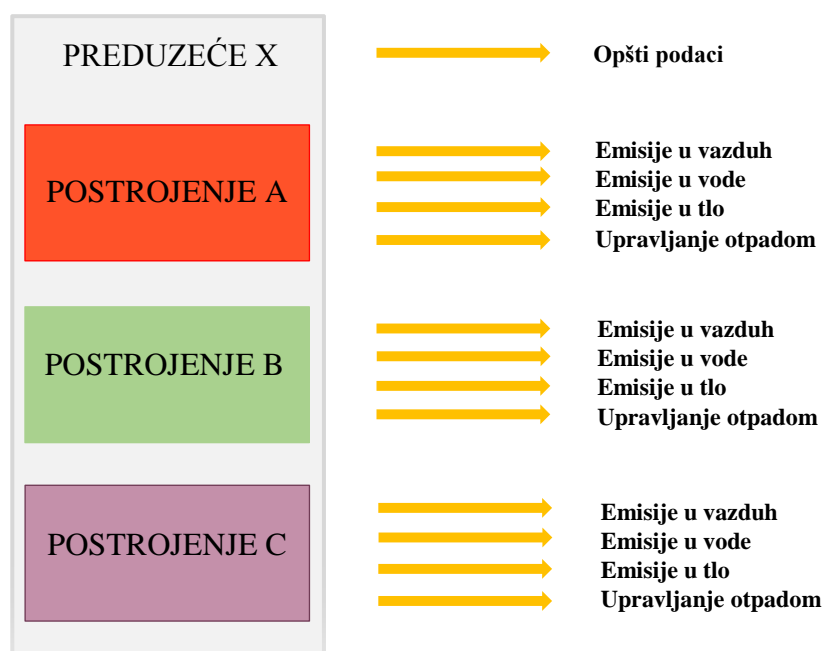 PREDUZEĆE X
Opšti podaci
POSTROJENJE A
Emisije u vazduh
Emisije u vode
Emisije u tlo
Upravljanje otpadom
POSTROJENJE B
Emisije u vazduh
Emisije u vode
Emisije u tlo
Upravljanje otpadom
POSTROJENJE C
Emisije u vazduh
Emisije u vode
Emisije u tlo
Upravljanje otpadom